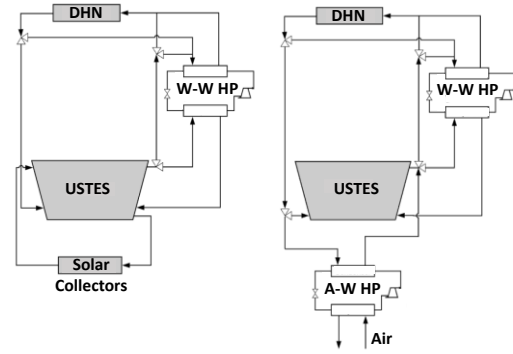 DHN
W-W HP
USTES
Solar
Collectors
DHN
W-W HP
USTES
A-W HP
Air